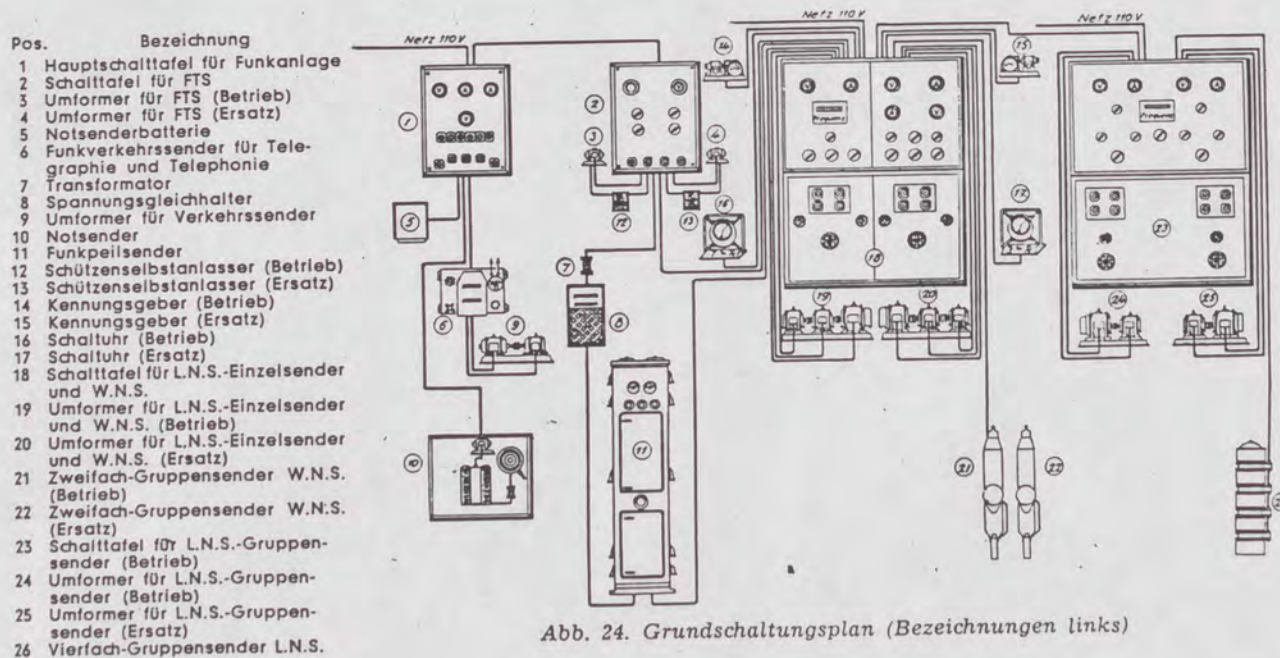 Pos. Bezeichnung
1 Hauptschalttafel für Funkanlage
2 Schalttafel für FTS
3 Umformer für FTS (Betrieb)
4 Umformer für FTS (Ersatz)
5 Notsenderbatterie
6 Funkverkehrssender für Tele-
graphie und Telephonie
7 Transformator
8 Spannungsgleichhalter
9 Umformer für Verkehrssender
10 Notsender
11 Funkpeilsender
12 Schützenselbstanlasser (Betrieb)
13 Schützenselbstanlasser (Ersatz)
14 Kennungsgeber (Betrieb)
15 Kennungsgeber (Ersatz)
16 Schaltuhr (Betrieb)
17 Schaltuhr (Ersatz)
18 Schalttafel für L.N.S.-Einzelsender
und W.N.S.
19 Umformer für L.N.S.-Einzelsender
und W.N.S. (Betrieb)
20 Umformer für L.N.S.-Einzelsender
und W.N.S. (Ersatz)
21 Zweifach-Gruppensender W.N.S.
(Betrieb)
22 Zweifach-Gruppensender W.N.S.
(Ersatz)
23 Schalttafel für L.N.S.-Gruppen-
sender (Betrieb)
24 Umformer für L.N.S.-Gruppen-
sender (Betrieb)
25 Umformer für L.N.S.-Gruppen-
sender (Ersatz)
26 Vierfach-Gruppensender L.N.S.
Netz 110V
Netz 110V
Netz 110V
14
15
1
2
3
4
Frequenz
Frequenz
5
12
13
16
18
23
7
6
9
8
19
20
24
25
10
11
21
22
Abb. 24. Grundschaltungsplan (Bezeichnungen links)